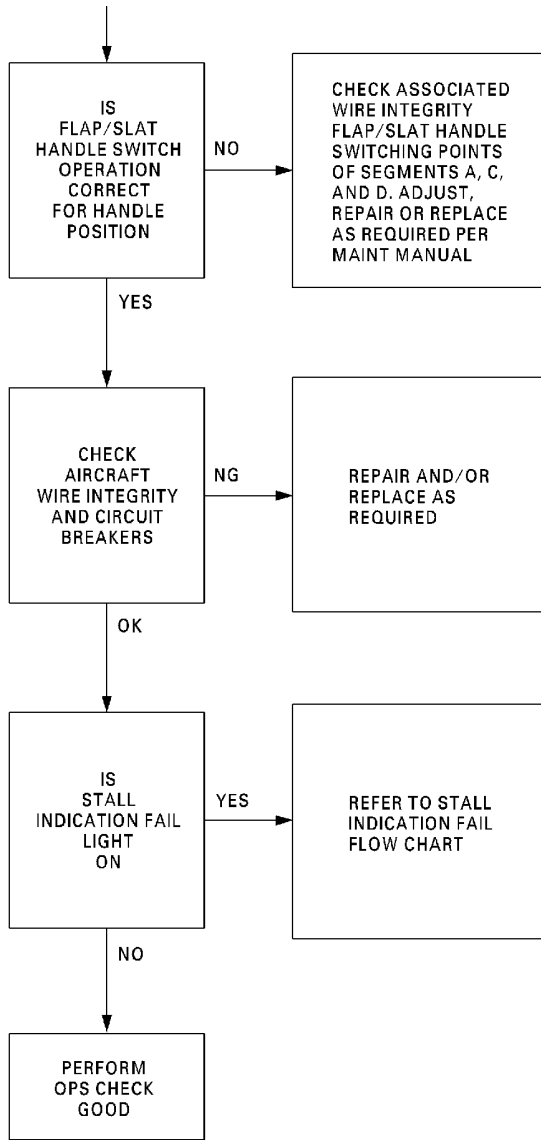 IS
FLAP/SLAT
HANDLE SWITCH
OPERATION
CORRECT
FOR HANDLE
POSITION
NO
CHECK ASSOCIATED
WIRE INTEGRITY
FLAP/SLAT HANDLE
SWITCHING POINTS
OF SEGMENTS A, C,
AND D. ADJUST,
REPAIR OR REPLACE
AS REQUIRED PER
MAINT MANUAL
YES
CHECK
AIRCRAFT
WIRE INTEGRITY
AND CIRCUIT
BREAKERS
NG
REPAIR AND/OR
REPLACE AS
REQUIRED
OK
IS
STALL
INDICATION FAIL
LIGHT
ON
YES
REFER TO STALL
INDICATION FAIL
FLOW CHART
NO
PERFORM
OPS CHECK
GOOD